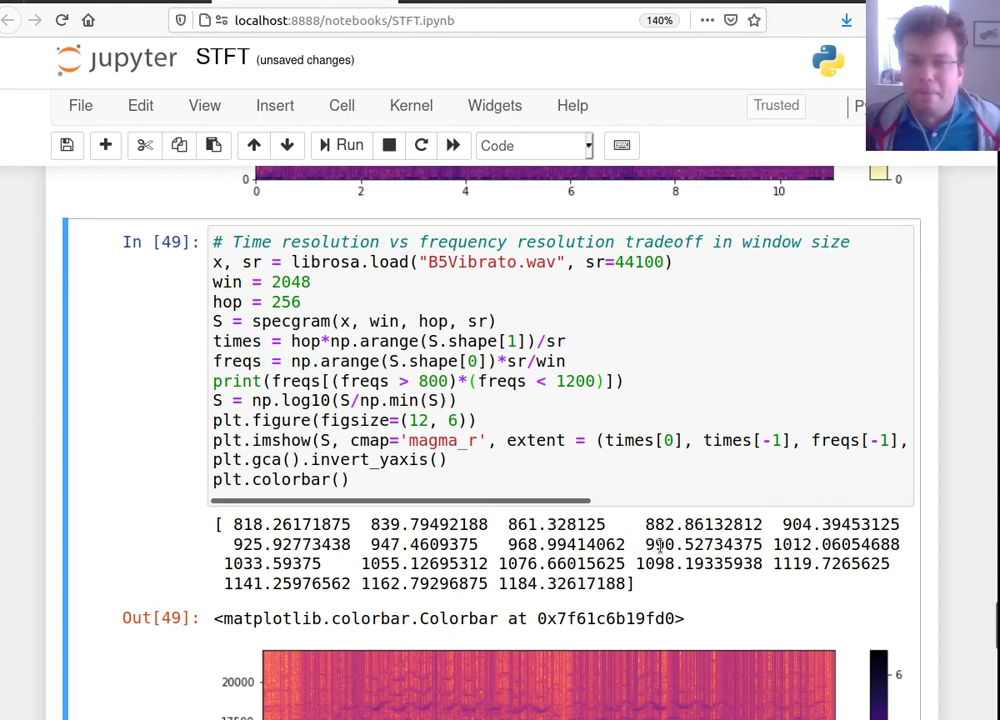 localhost:8888/notebooks/STFT.ipynb
140%
jupyter STFT (unsaved changes)
File Edit View Insert Cell Kernel Widgets Help Trusted P
Run Code
0 0
0 2 4 6 8 10
In [49]: # Time resolution vs frequency resolution tradeoff in window size
x, sr = librosa.load("B5Vibrato.wav", sr=44100)
win = 2048
hop = 256
S = specgram(x, win, hop, sr)
times = hop*np.arange(S.shape[1])/sr
freqs = np.arange(S.shape[0])*sr/win
print(freqs[(freqs > 800)*(freqs < 1200)])
S = np.log10(S/np.min(S))
plt.figure(figsize=(12, 6))
plt.imshow(S, cmap='magma_r', extent = (times[0], times[-1], freqs[-1],
plt.gca().invert_yaxis()
plt.colorbar()
[ 818.26171875 839.79492188 861.328125 882.86132812 904.39453125
925.92773438 947.4609375 968.99414062 990.52734375 1012.06054688
1033.59375 1055.12695312 1076.66015625 1098.19335938 1119.7265625
1141.25976562 1162.79296875 1184.32617188]
Out[49]: <matplotlib.colorbar.Colorbar at 0x7f61c6b19fd0>
20000 6